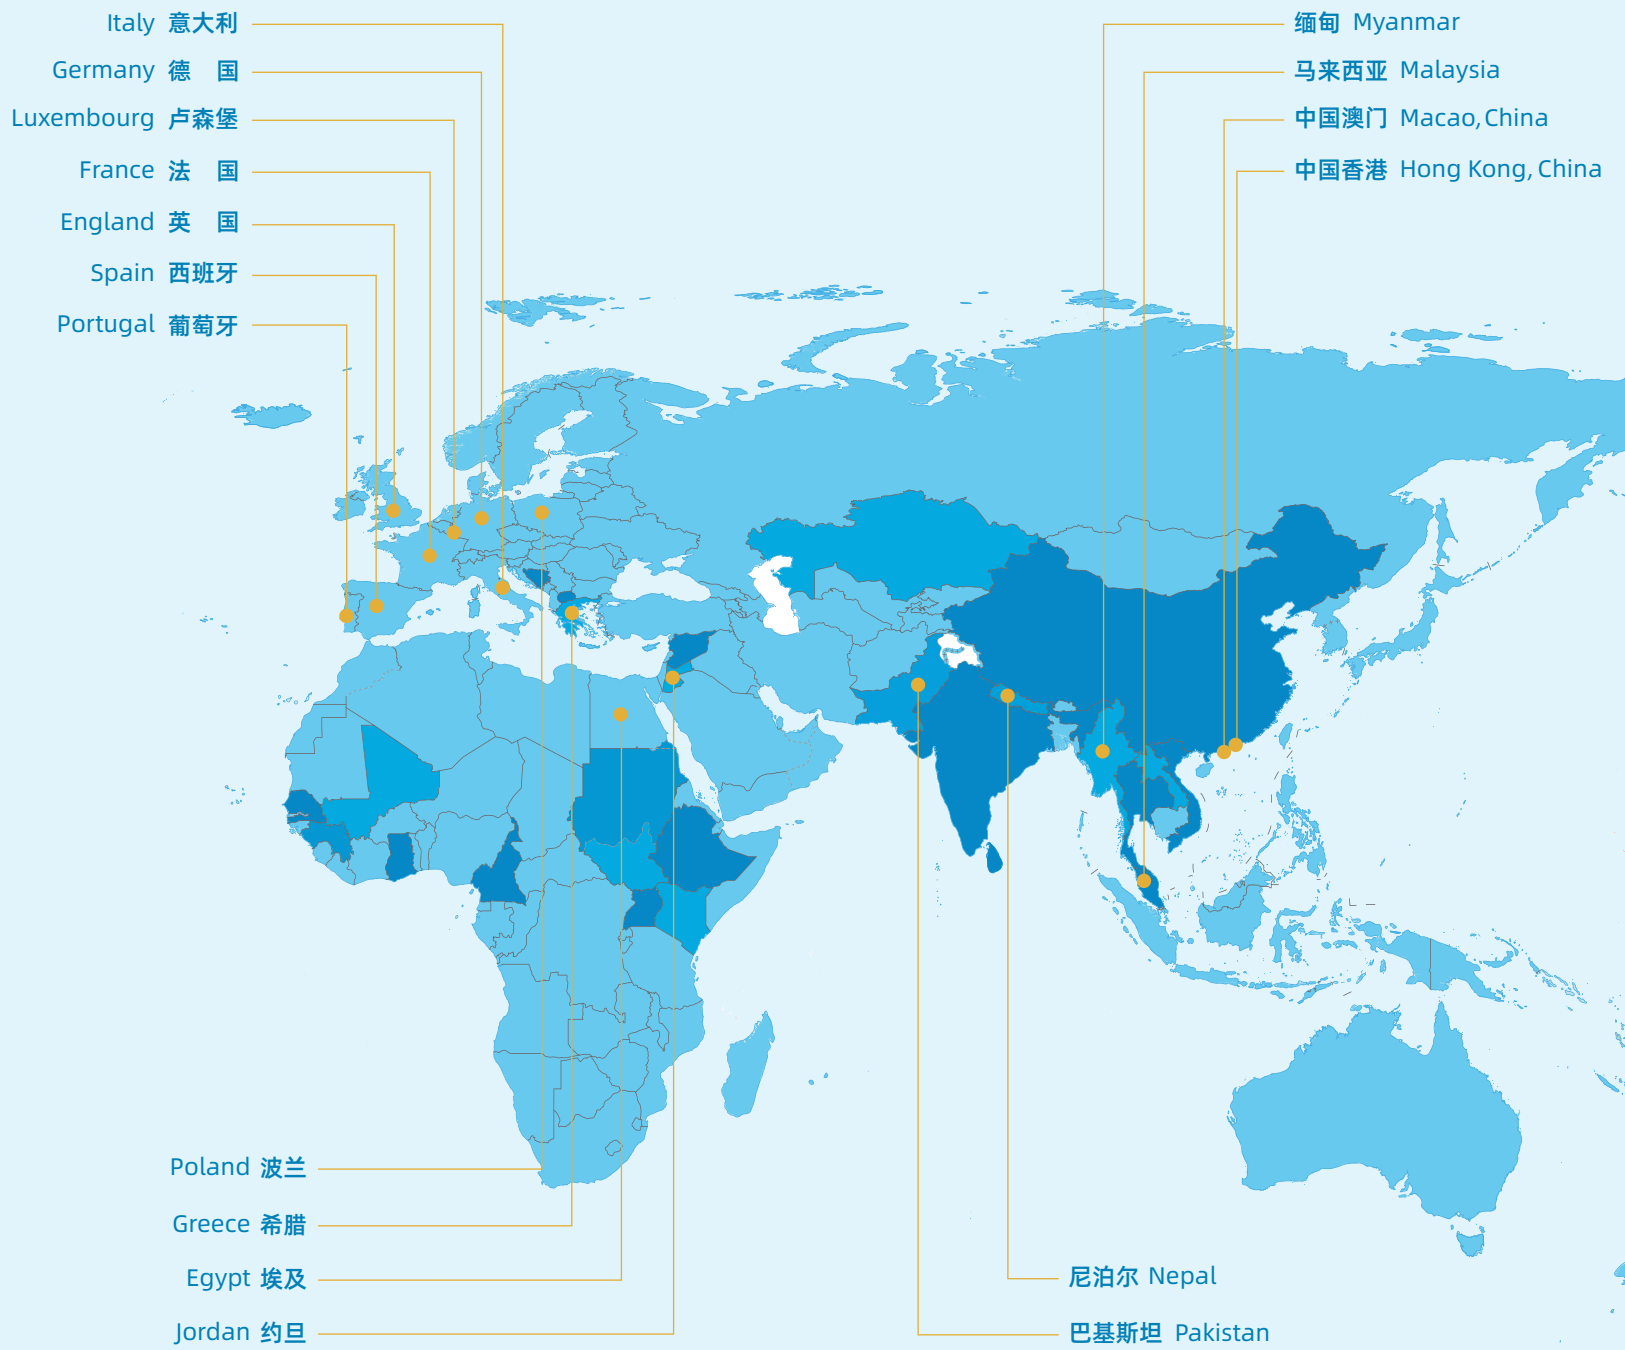 Italy 意大利
Germany 德 国
Luxembourg 卢森堡
France 法 国
England 英 国
Spain 西班牙
Portugal 葡萄牙
缅甸 Myanmar
马来西亚 Malaysia
中国澳门 Macao, China
中国香港 Hong Kong, China
Poland 波兰
Greece 希腊
Egypt 埃及
Jordan 约旦
尼泊尔 Nepal
巴基斯坦 Pakistan